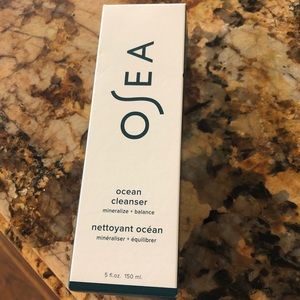 OSEA
ocean
cleanser
mineralize + balance
nettoyant océan
minéraliser + équilibrer
5 fl.oz. 150 ml.